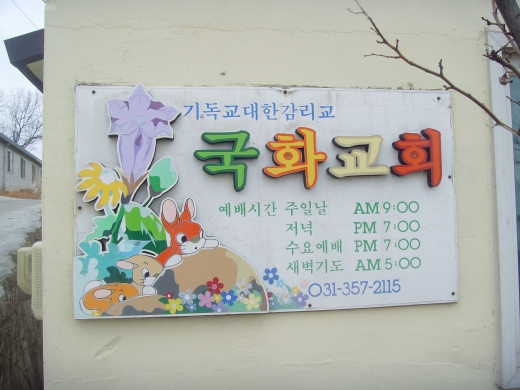 기독교대한감리교
국화교회
예배시간 주일날 AM 9:00
저녁 PM 7:00
수요예배 PM 7:00
새벽기도 AM 5:00
031-357-2115